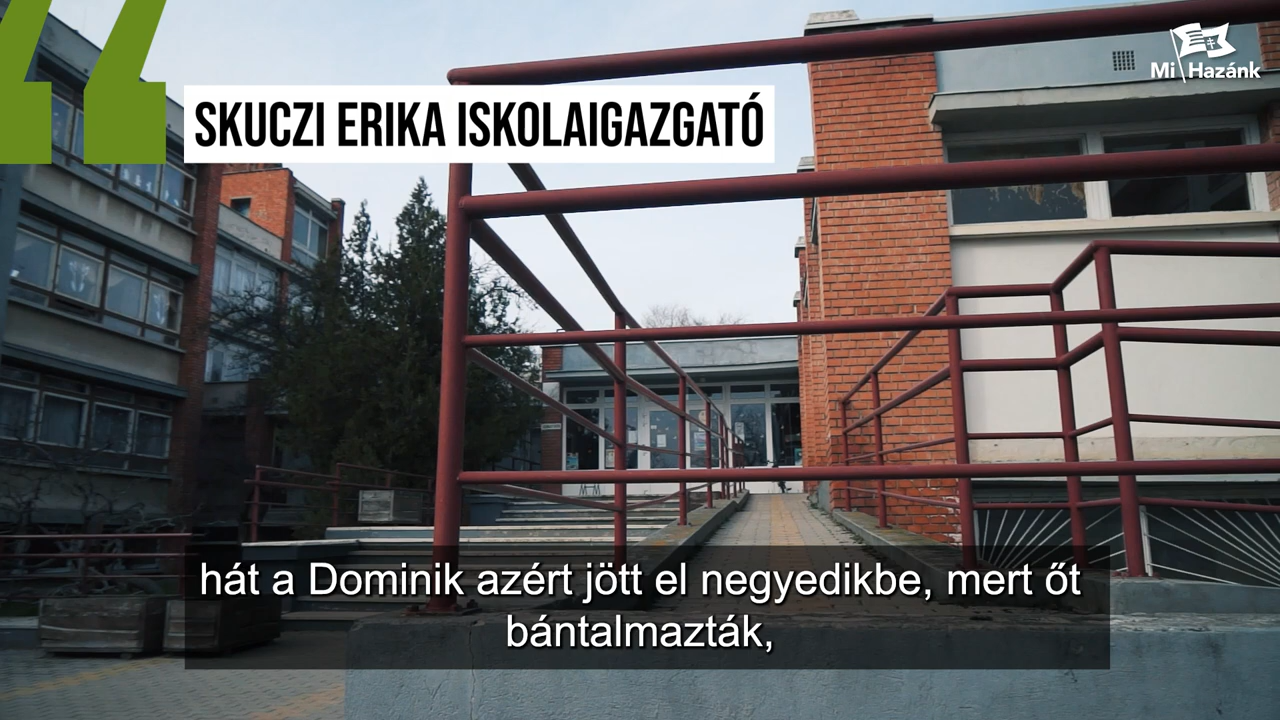 Mi Hazánk
SKUCZI ERIKA ISKOLAIGAZGATÓ
hát a Dominik azért jött el negyedikbe, mert őt
bántalmazták,